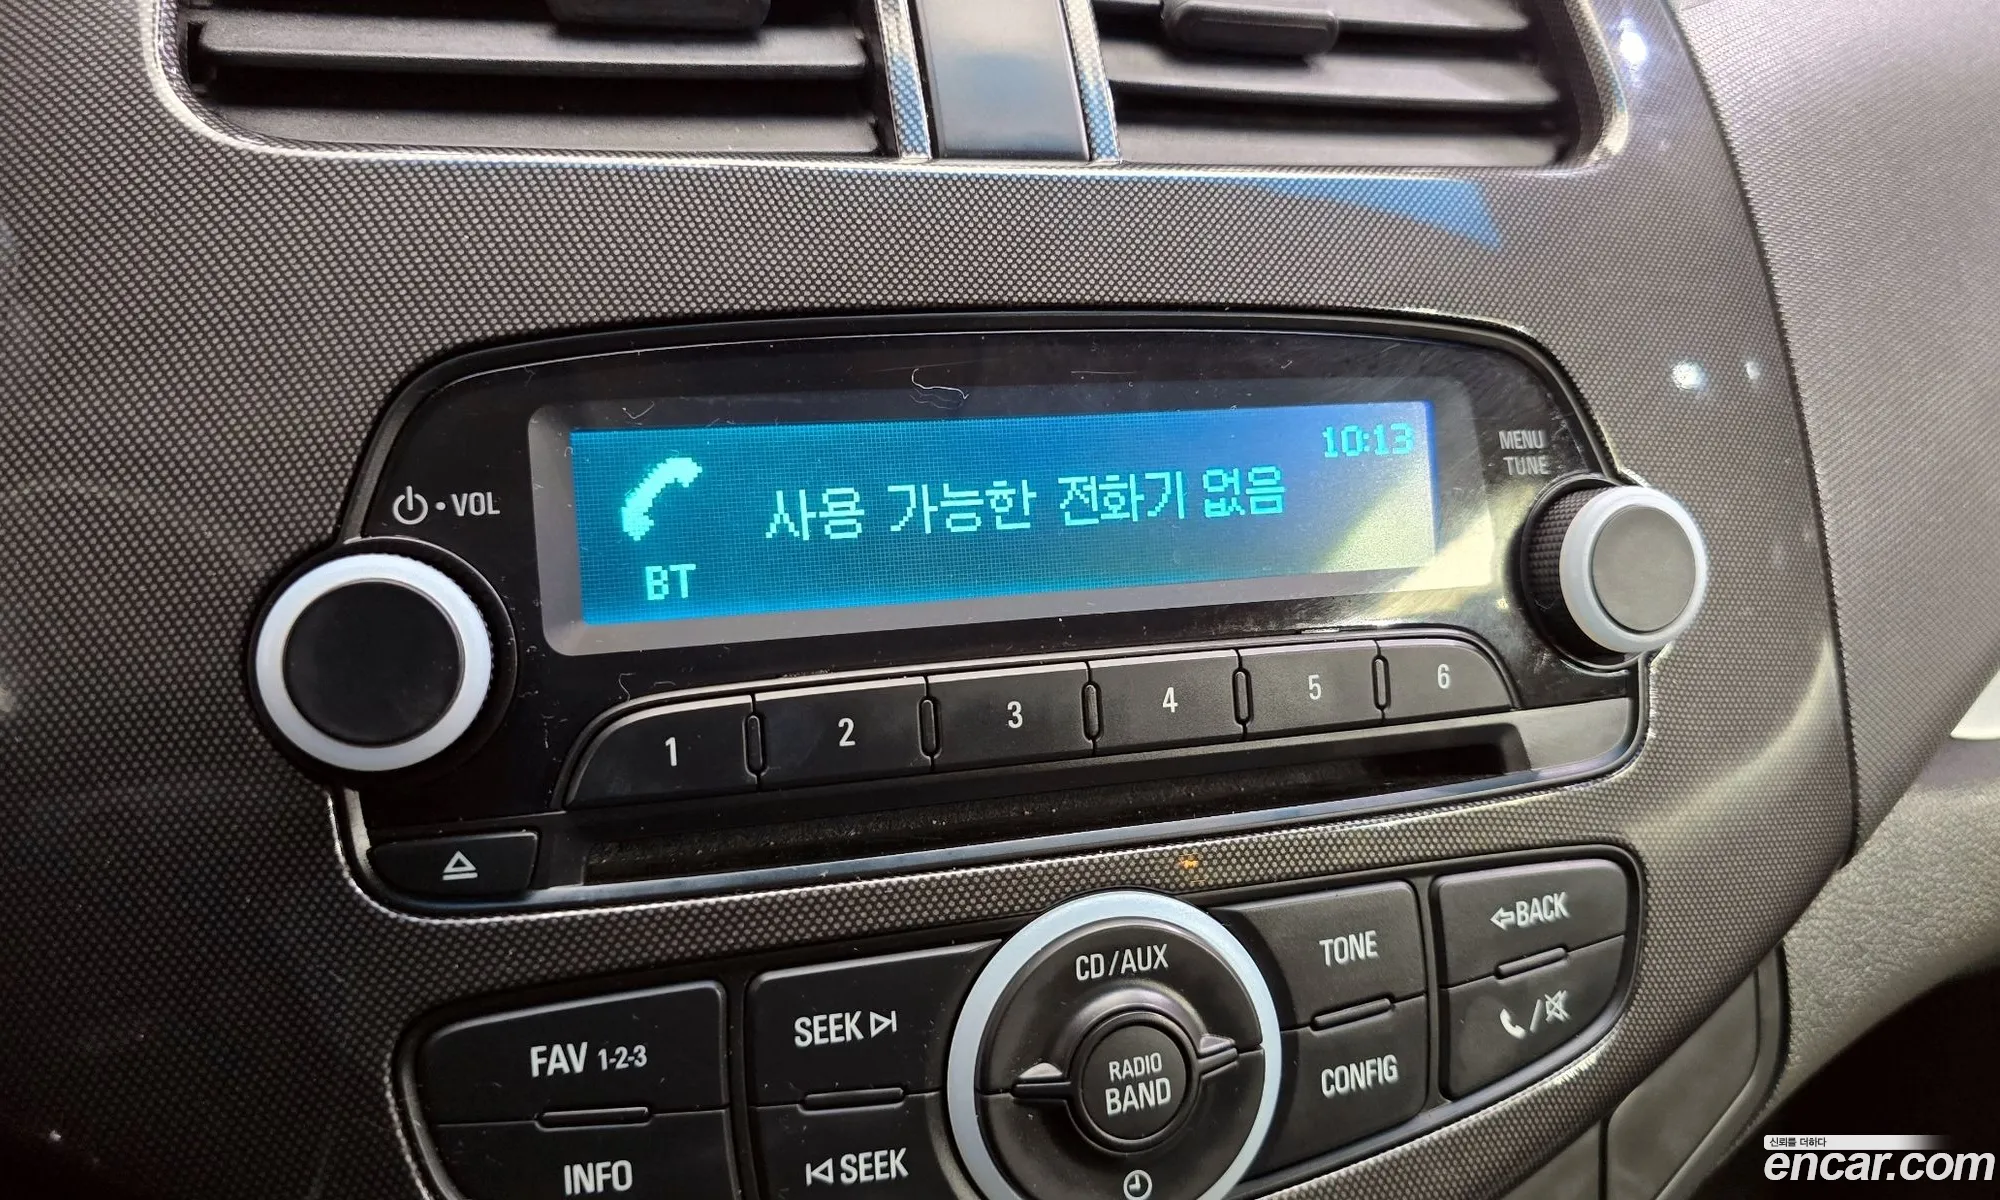 10:13
사용 가능한 전화기 없음
BT
VOL
MENU
TUNE
1 2 3 4 5 6
CD/AUX
RADIO
BAND
FAV 1-2-3
INFO
SEEK
SEEK
TONE
CONFIG
BACK
신뢰를 더하다
encar.com